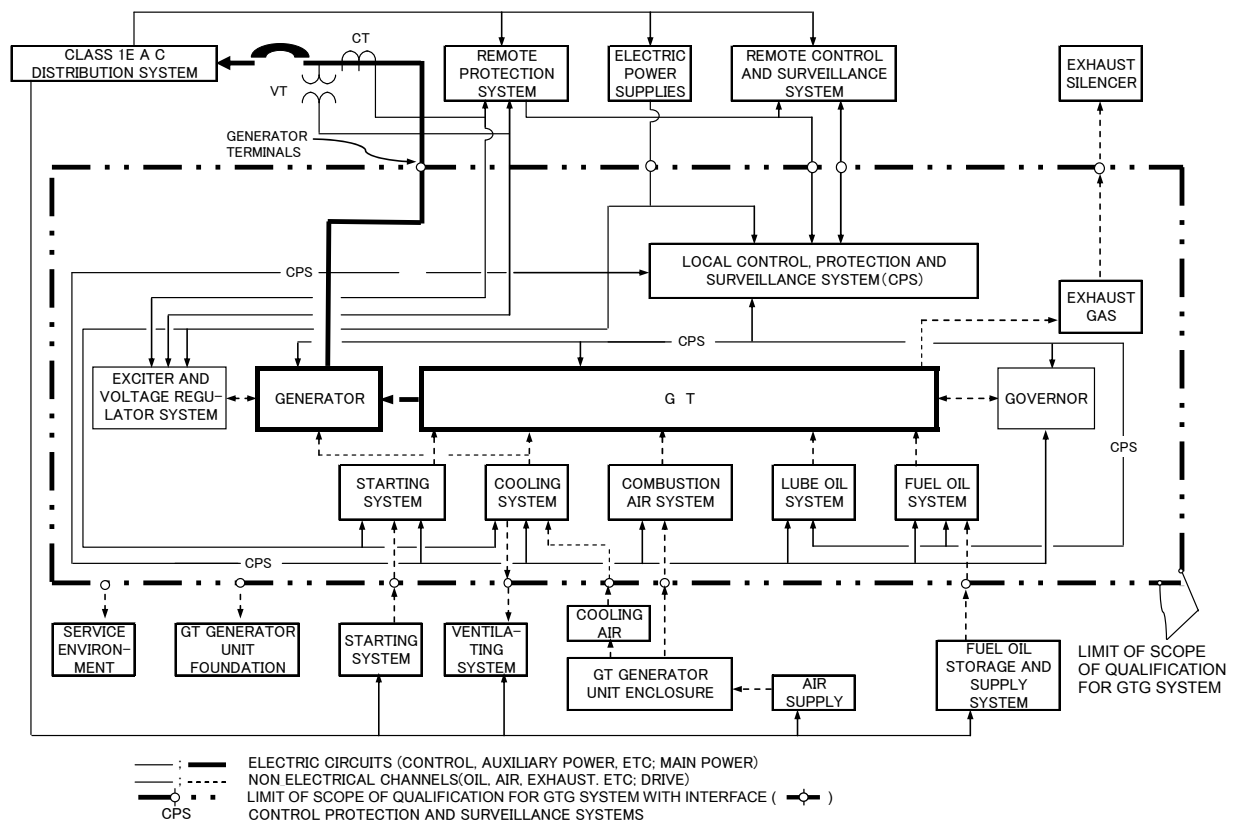 CLASS 1E A C
DISTRIBUTION SYSTEM
CT
VT
REMOTE
PROTECTION
SYSTEM
ELECTRIC
POWER
SUPPLIES
REMOTE CONTROL
AND SURVEILLANCE
SYSTEM
EXHAUST
SILENCER
GENERATOR
TERMINALS
CPS
LOCAL CONTROL, PROTECTION AND
SURVEILLANCE SYSTEM(CPS)
EXHAUST
GAS
CPS
EXCITER AND
VOLTAGE REGU-
LATOR SYSTEM
GENERATOR
G T
GOVERNOR
CPS
STARTING
SYSTEM
COOLING
SYSTEM
COMBUSTION
AIR SYSTEM
LUBE OIL
SYSTEM
FUEL OIL
SYSTEM
CPS
SERVICE
ENVIRON-
MENT
GT GENERATOR
UNIT
FOUNDATION
STARTING
SYSTEM
VENTILA-
TING
SYSTEM
COOLING
AIR
GT GENERATOR
UNIT ENCLOSURE
AIR
SUPPLY
FUEL OIL
STORAGE AND
SUPPLY
SYSTEM
LIMIT OF SCOPE
OF QUALIFICATION
FOR GTG SYSTEM
; ELECTRIC CIRCUITS (CONTROL, AUXILIARY POWER, ETC; MAIN POWER)
; NON ELECTRICAL CHANNELS(OIL, AIR, EXHAUST. ETC; DRIVE)
LIMIT OF SCOPE OF QUALIFICATION FOR GTG SYSTEM WITH INTERFACE ( )
CPS CONTROL PROTECTION AND SURVEILLANCE SYSTEMS